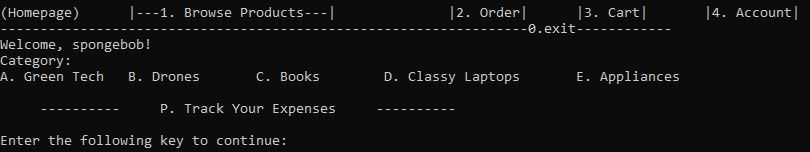 (Homepage)      |---1. Browse Products---|              |2. Order|      |3. Cart|       |4. Account|
------------------------------------------------------------------0.exit------------
Welcome, spongebob!
Category:
A. Green Tech   B. Drones       C. Books        D. Classy Laptops       E. Appliances
     ----------     P. Track Your Expenses     ----------
Enter the following key to continue: